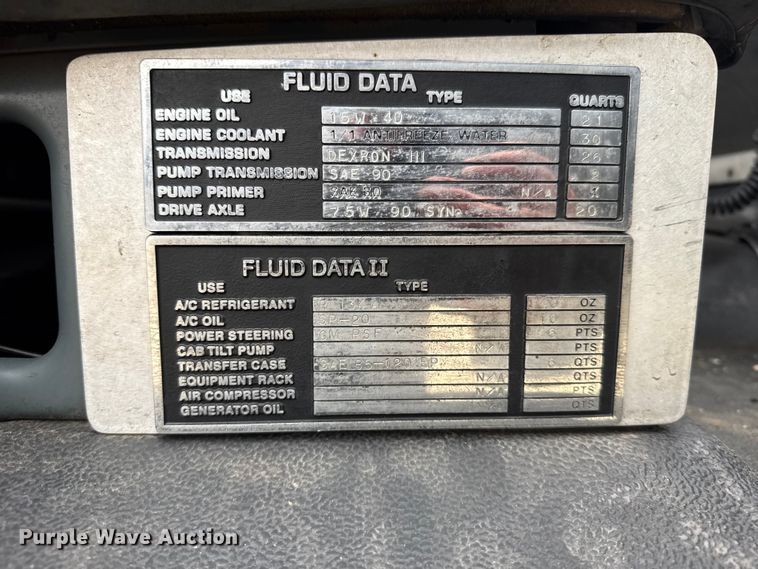 FLUID DATA
USE TYPE QUARTS
ENGINE OIL 15W 40 21
ENGINE COOLANT 1/1 ANTIFREEZE WATER 30
TRANSMISSION DEXRON III 26
PUMP TRANSMISSION SAE 90 2
PUMP PRIMER N/A
DRIVE AXLE 75W 90 SYN 20
FLUID DATA II
USE TYPE
A/C REFRIGERANT OZ
A/C OIL OZ
POWER STEERING PTS
CAB TILT PUMP N/A PTS
TRANSFER CASE QTS
EQUIPMENT RACK N/A QTS
AIR COMPRESSOR N/A PTS
GENERATOR OIL QTS
Purple Wave Auction